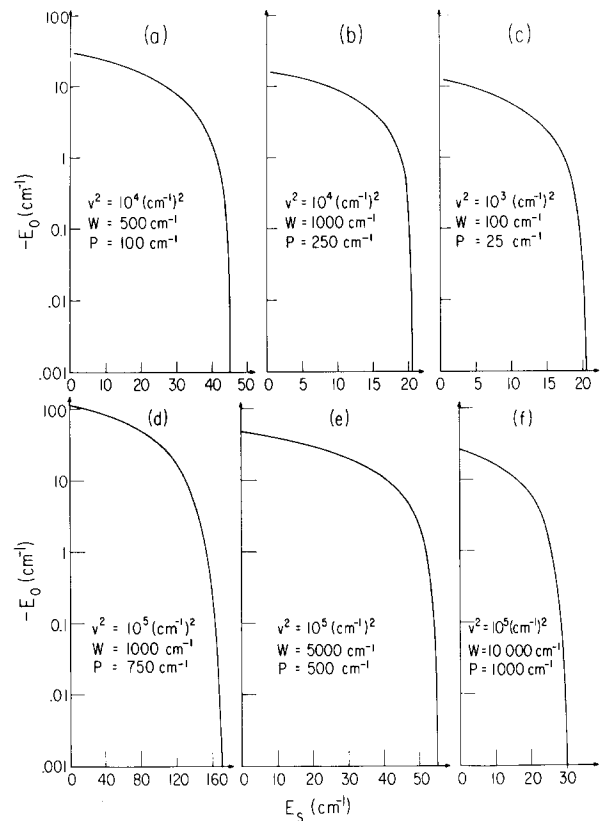 (a) (b) (c)
100
10
1
0.1
.01
.001
-E₀ (cm⁻¹)
v² = 10⁴ (cm⁻¹)²
W = 500 cm⁻¹
P = 100 cm⁻¹
v² = 10⁴ (cm⁻¹)²
W = 1000 cm⁻¹
P = 250 cm⁻¹
v² = 10³ (cm⁻¹)²
W = 100 cm⁻¹
P = 25 cm⁻¹
0 10 20 30 40 50
0 5 10 15 20
0 5 10 15 20
(d) (e) (f)
100
10
1
0.1
.01
.001
-E₀ (cm⁻¹)
v² = 10⁵ (cm⁻¹)²
W = 1000 cm⁻¹
P = 750 cm⁻¹
v² = 10⁵ (cm⁻¹)²
W = 5000 cm⁻¹
P = 500 cm⁻¹
v² = 10⁵ (cm⁻¹)²
W = 10 000 cm⁻¹
P = 1000 cm⁻¹
0 40 80 120 160
0 10 20 30 40 50
0 10 20 30
Eₛ (cm⁻¹)